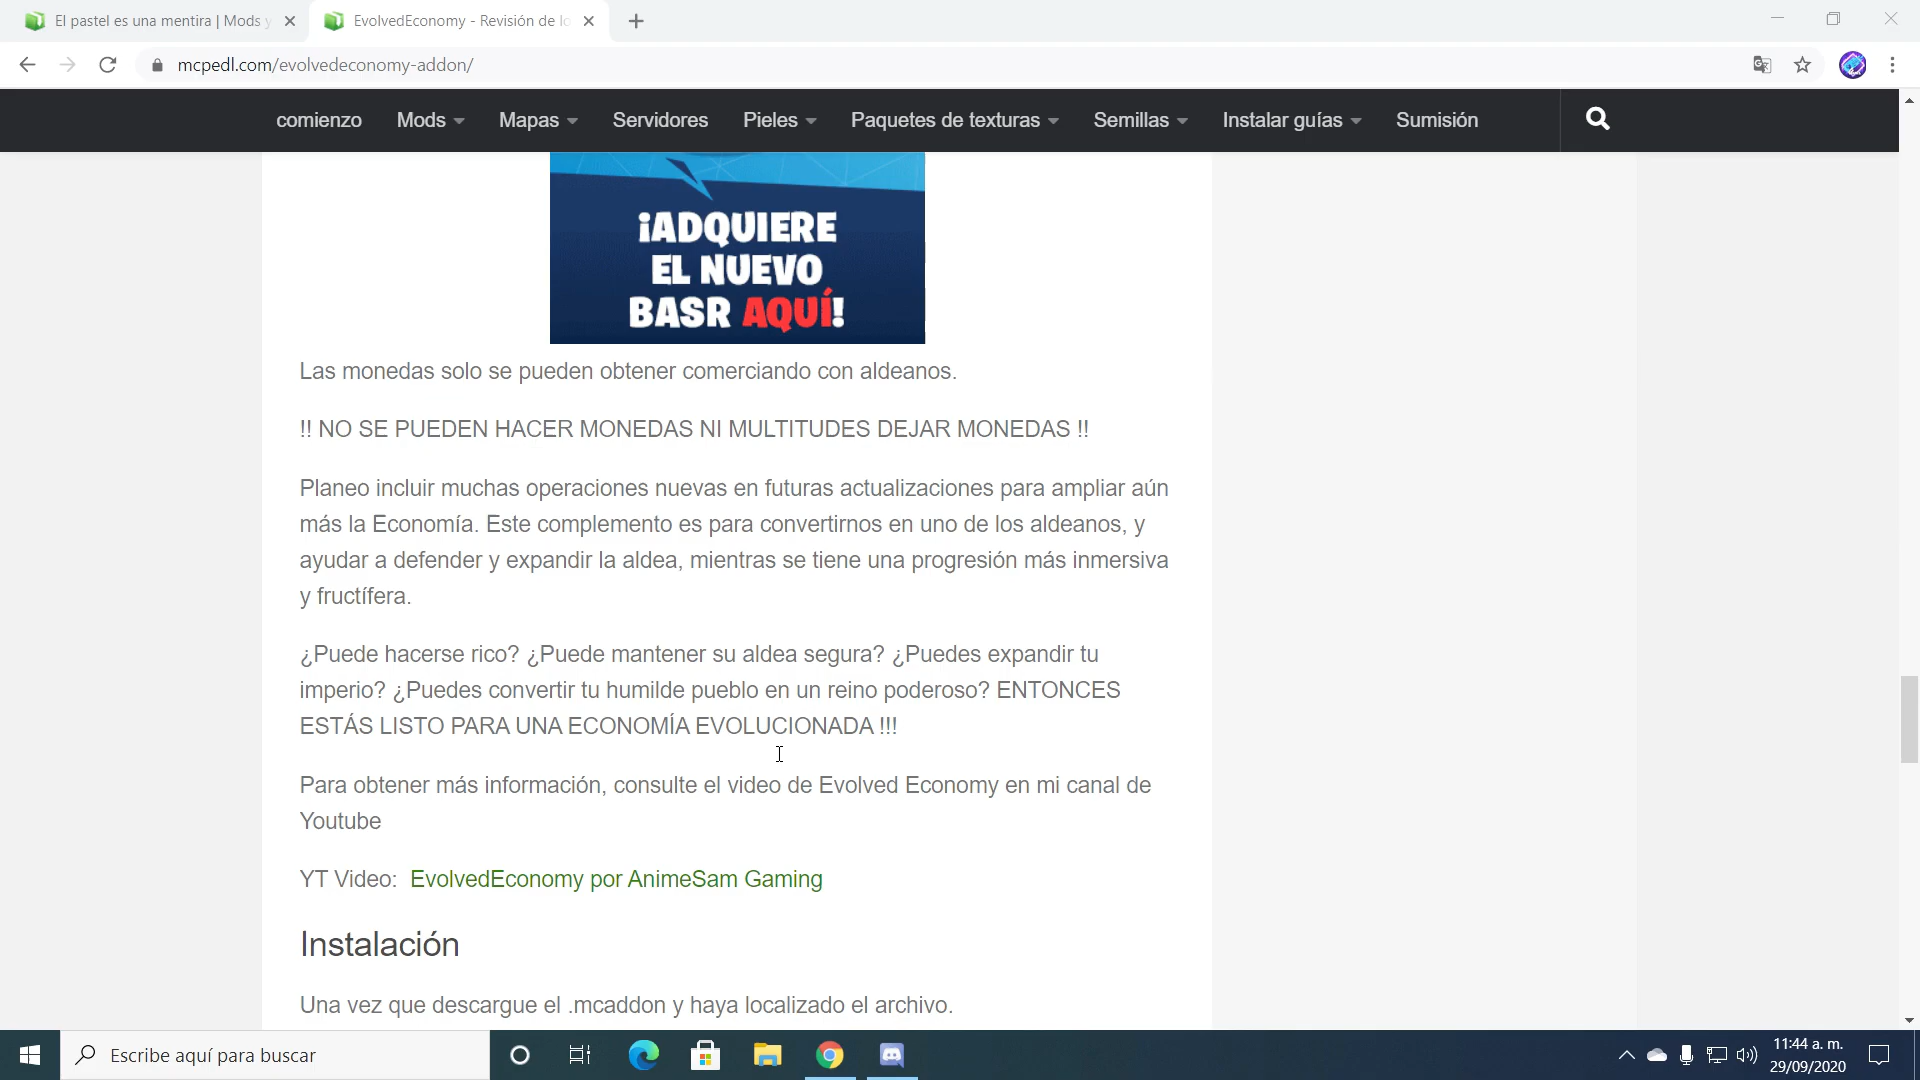 El pastel es una mentira | Mods y
EvolvedEconomy - Revisión de lo
mcpedl.com/evolvedeconomy-addon/
comienzo Mods Mapas Servidores Pieles Paquetes de texturas Semillas Instalar guías Sumisión
¡ADQUIERE
EL NUEVO
BASR AQUÍ!
Las monedas solo se pueden obtener comerciando con aldeanos.
!! NO SE PUEDEN HACER MONEDAS NI MULTITUDES DEJAR MONEDAS !!
Planeo incluir muchas operaciones nuevas en futuras actualizaciones para ampliar aún
más la Economía. Este complemento es para convertirnos en uno de los aldeanos, y
ayudar a defender y expandir la aldea, mientras se tiene una progresión más inmersiva
y fructífera.
¿Puede hacerse rico? ¿Puede mantener su aldea segura? ¿Puedes expandir tu
imperio? ¿Puedes convertir tu humilde pueblo en un reino poderoso? ENTONCES
ESTÁS LISTO PARA UNA ECONOMÍA EVOLUCIONADA !!!
Para obtener más información, consulte el video de Evolved Economy en mi canal de
Youtube
YT Video: EvolvedEconomy por AnimeSam Gaming
Instalación
Una vez que descargue el .mcaddon y haya localizado el archivo.
Escribe aquí para buscar
11:44 a. m.
29/09/2020